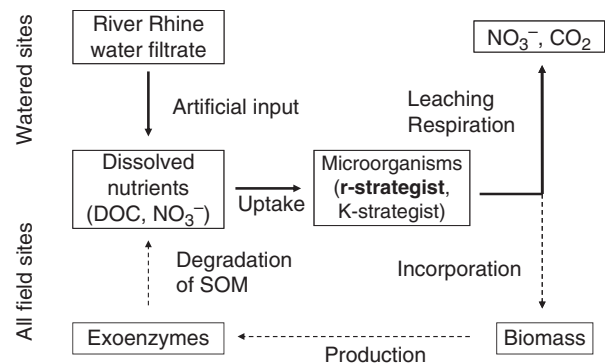 Watered sites
All field sites
River Rhine
water filtrate
NO₃⁻, CO₂
Artificial input
Leaching
Respiration
Dissolved
nutrients
(DOC, NO₃⁻)
Uptake
Microorganisms
(r-strategist,
K-strategist)
Degradation
of SOM
Incorporation
Exoenzymes
Production
Biomass